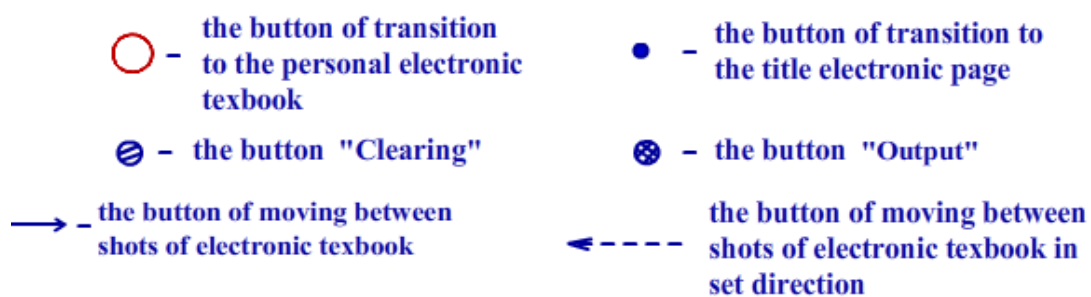 – the button of transition
to the personal electronic
texbook
– the button of transition to
the title electronic page
– the button "Clearing"
– the button "Output"
– the button of moving between
shots of electronic texbook
the button of moving between
shots of electronic texbook in
set direction